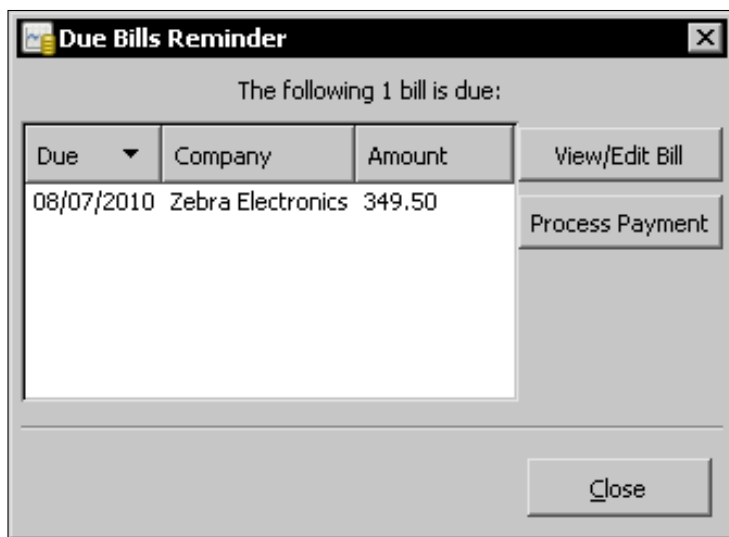 Due Bills Reminder
The following 1 bill is due:
Due Company Amount
08/07/2010 Zebra Electronics 349.50
View/Edit Bill
Process Payment
Close